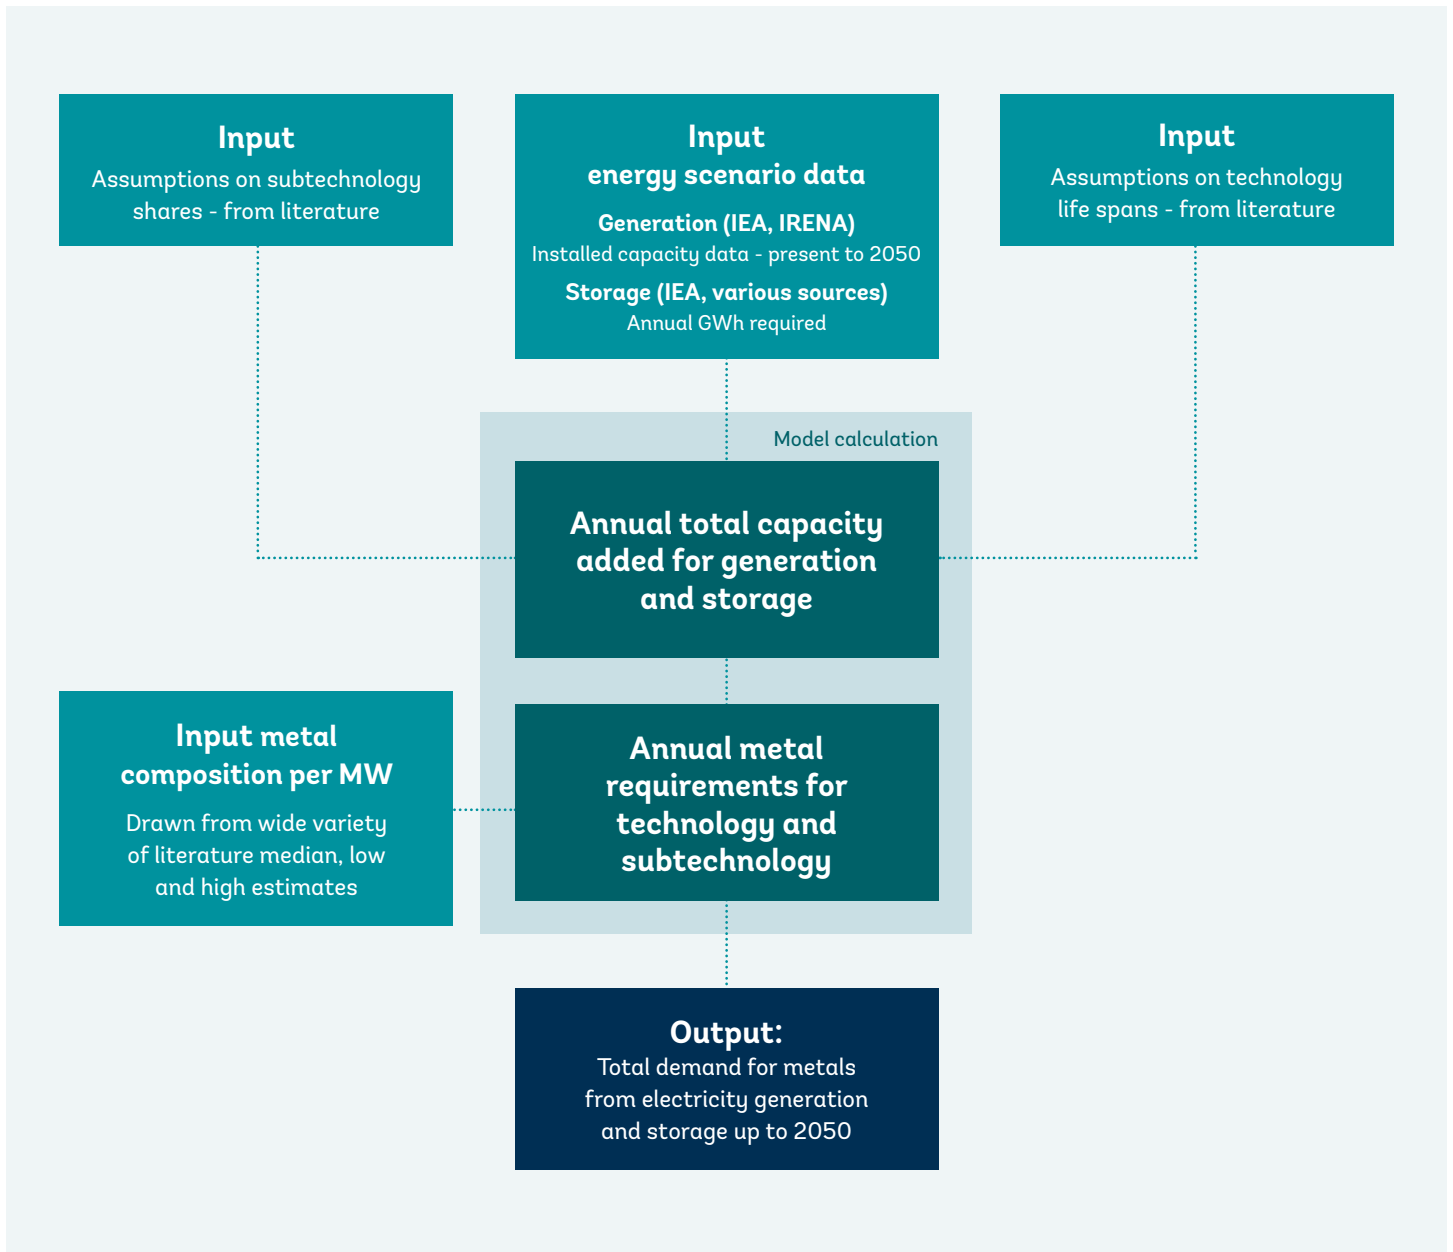 Input
Assumptions on subtechnology
shares - from literature
Input
energy scenario data
Generation (IEA, IRENA)
Installed capacity data - present to 2050
Storage (IEA, various sources)
Annual GWh required
Input
Assumptions on technology
life spans - from literature
Model calculation
Annual total capacity
added for generation
and storage
Input metal
composition per MW
Drawn from wide variety
of literature median, low
and high estimates
Annual metal
requirements for
technology and
subtechnology
Output:
Total demand for metals
from electricity generation
and storage up to 2050